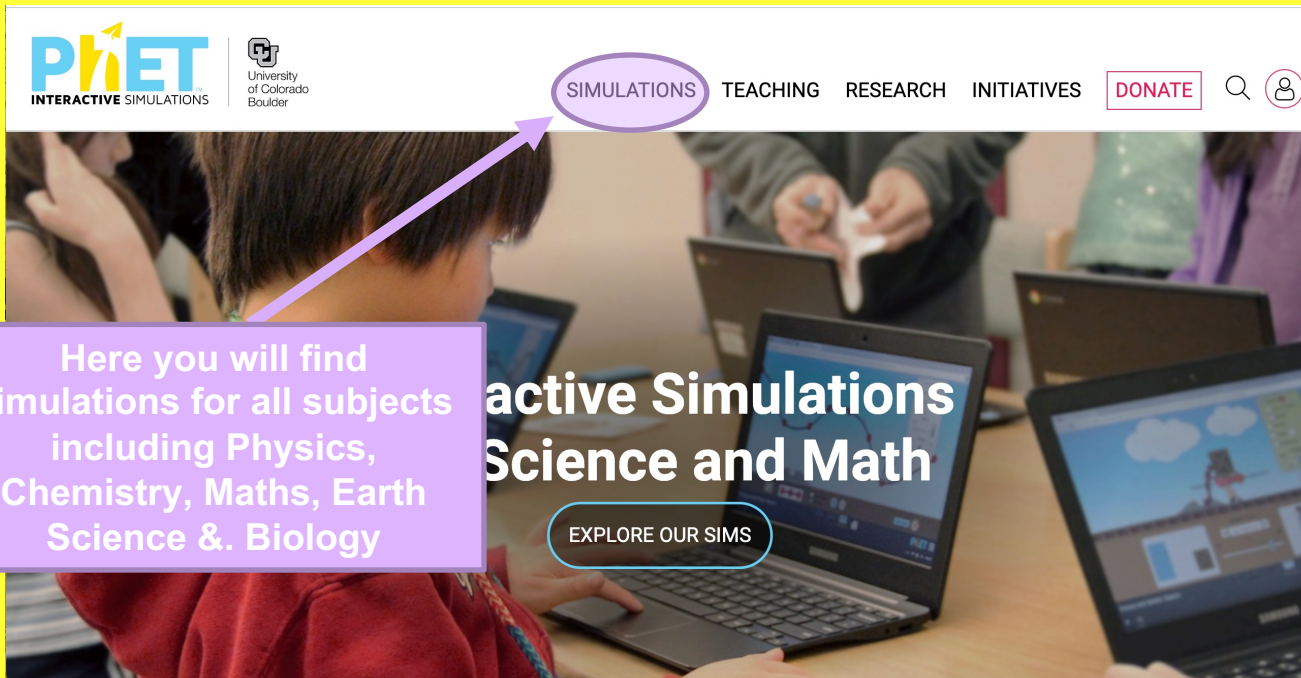 PhET
INTERACTIVE SIMULATIONS
University
of Colorado
Boulder
SIMULATIONS TEACHING RESEARCH INITIATIVES DONATE
Here you will find
imulations for all subjects
including Physics,
Chemistry, Maths, Earth
Science &. Biology
active Simulations
Science and Math
EXPLORE OUR SIMS